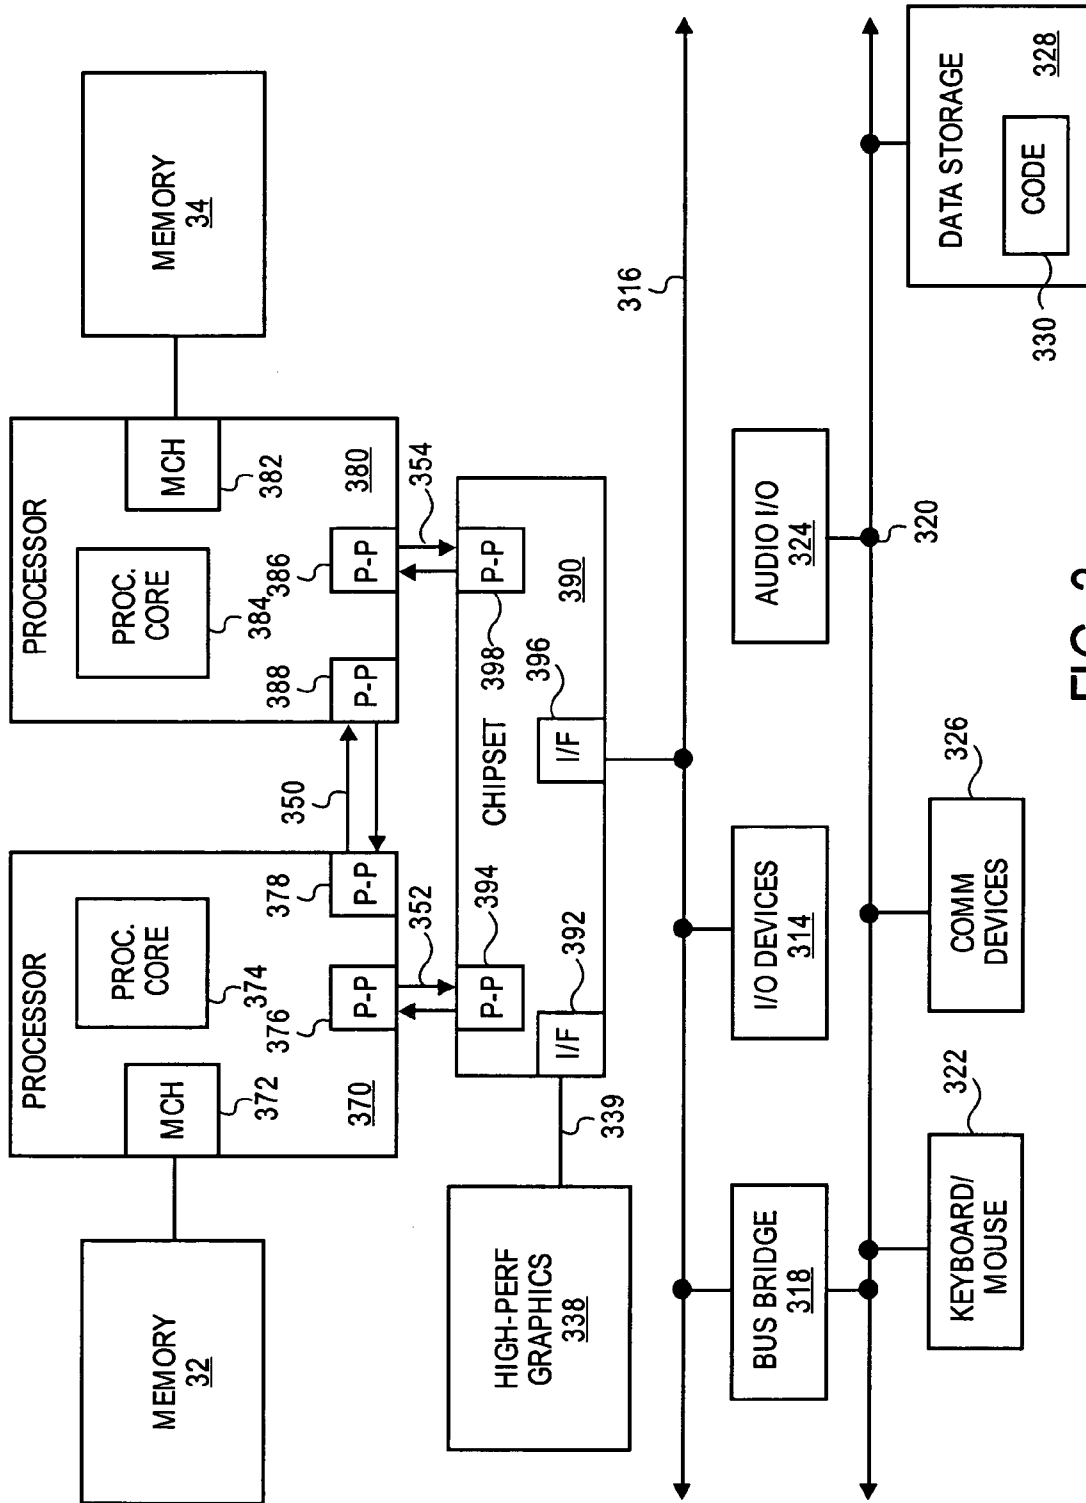 PROCESSOR
PROCESSOR
MEMORY
32
MCH
372
PROC.
CORE
374
PROC.
CORE
384
MCH
382
MEMORY
34
370
376
P-P
378
P-P
350
388
P-P
386
P-P
380
352
354
HIGH-PERF
GRAPHICS
338
339
I/F
392
P-P
394
CHIPSET
P-P
398
I/F
396
390
316
BUS BRIDGE
318
I/O DEVICES
314
AUDIO I/O
324
320
KEYBOARD/
MOUSE
322
COMM
DEVICES
326
DATA STORAGE
CODE
330
328
FIG.